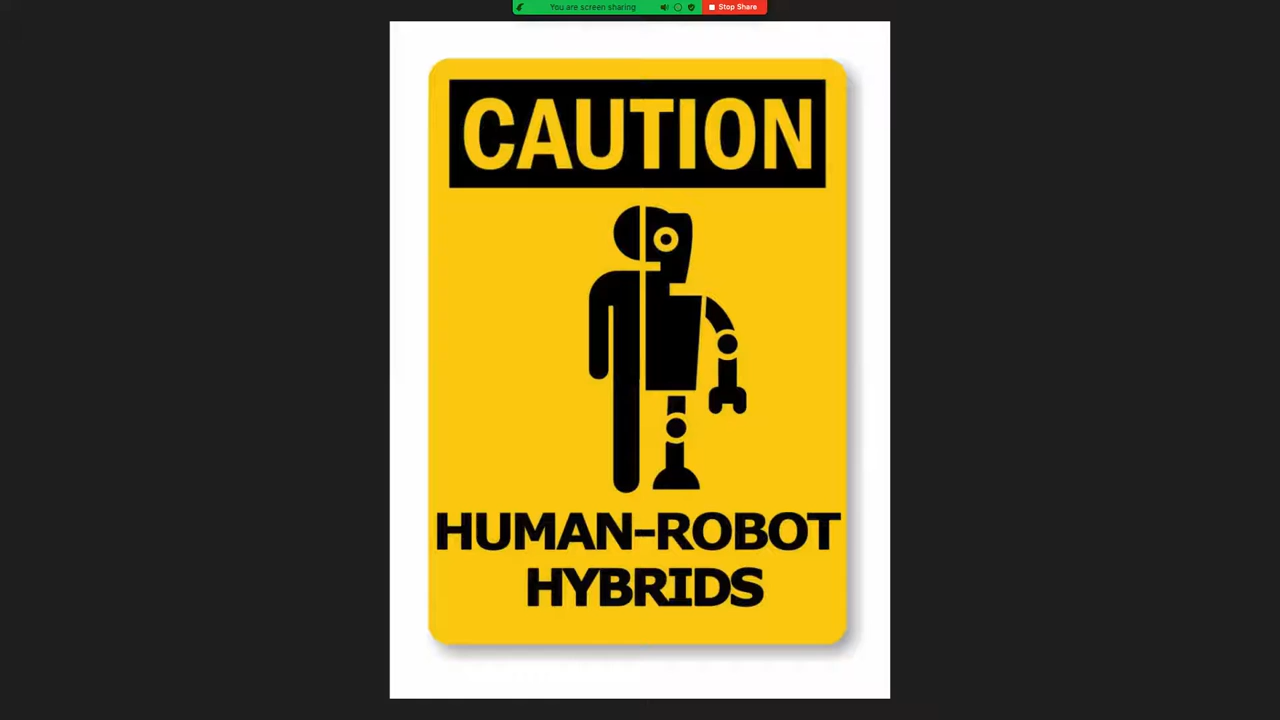 You are screen sharing
Stop Share
CAUTION
HUMAN-ROBOT
HYBRIDS